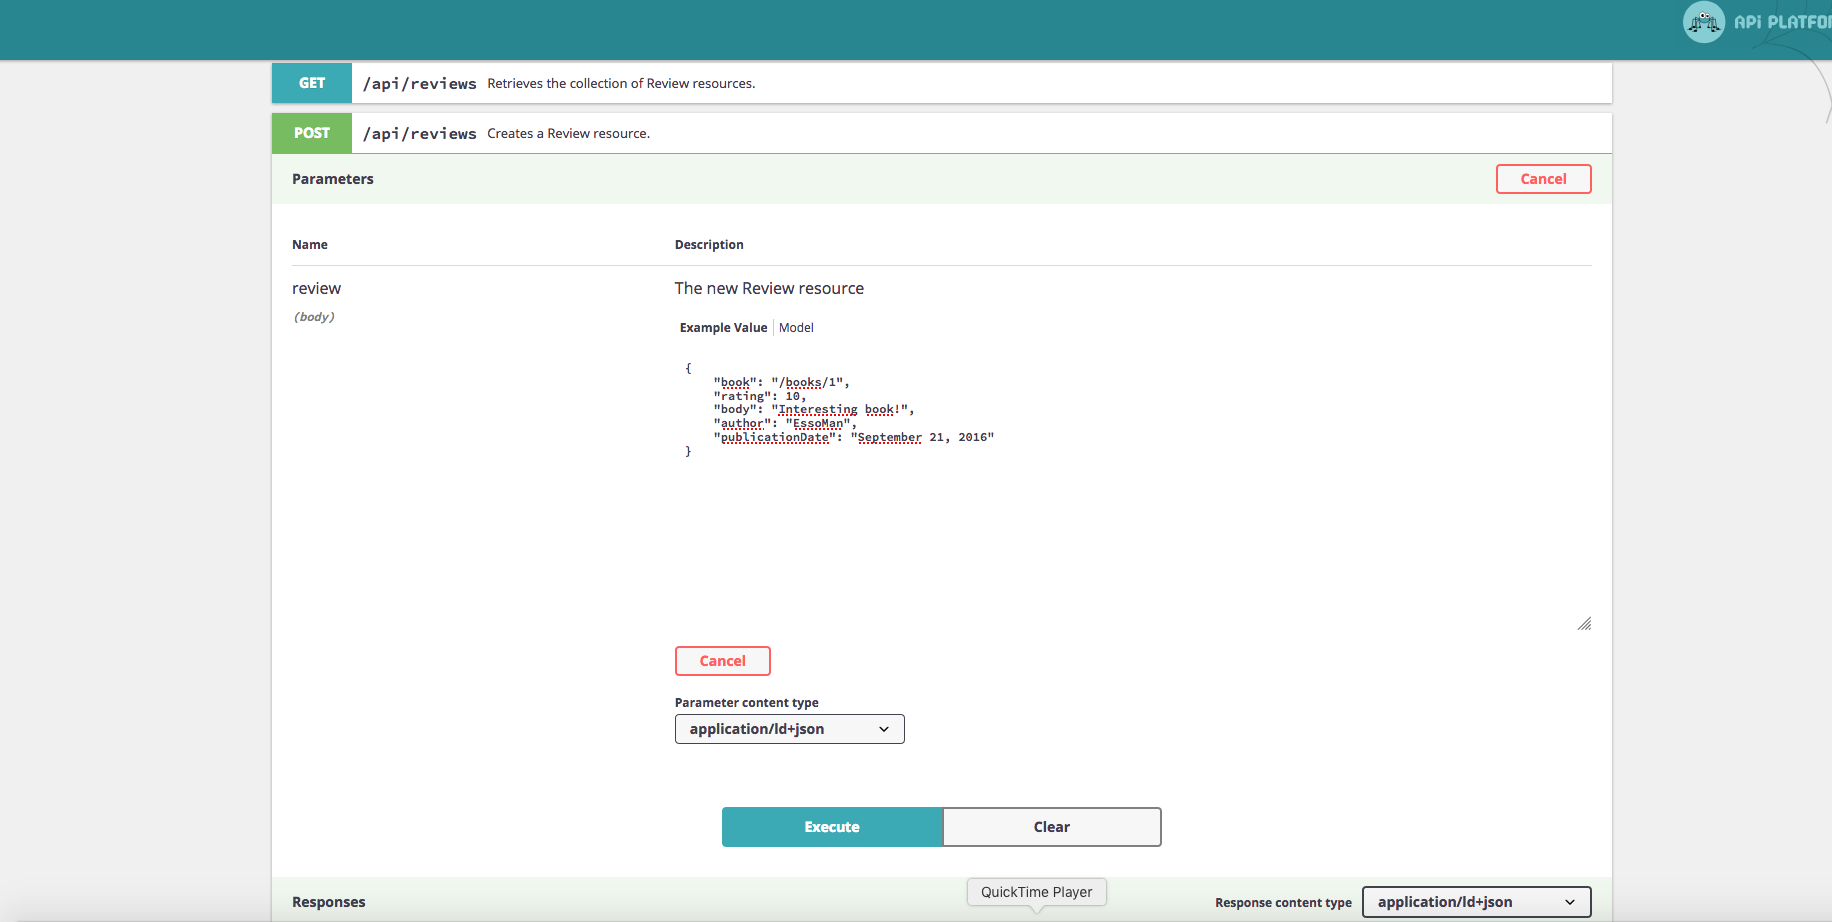 API PLATFOR
GET /api/reviews Retrieves the collection of Review resources.
POST /api/reviews Creates a Review resource.
Parameters Cancel
Name Description
review The new Review resource
(body)
Example Value Model
{
"book": "/books/1",
"rating": 10,
"body": "Interesting book!",
"author": "EssoMan",
"publicationDate": "September 21, 2016"
}
Cancel
Parameter content type
application/ld+json
Execute Clear
QuickTime Player
Responses Response content type application/ld+json